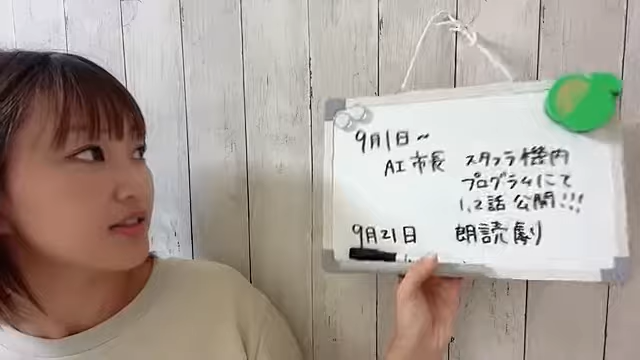 9月1日~
AI市長 スタフラ機内
プログラムにて
1,2話 公開!!!
9月21日 朗読劇